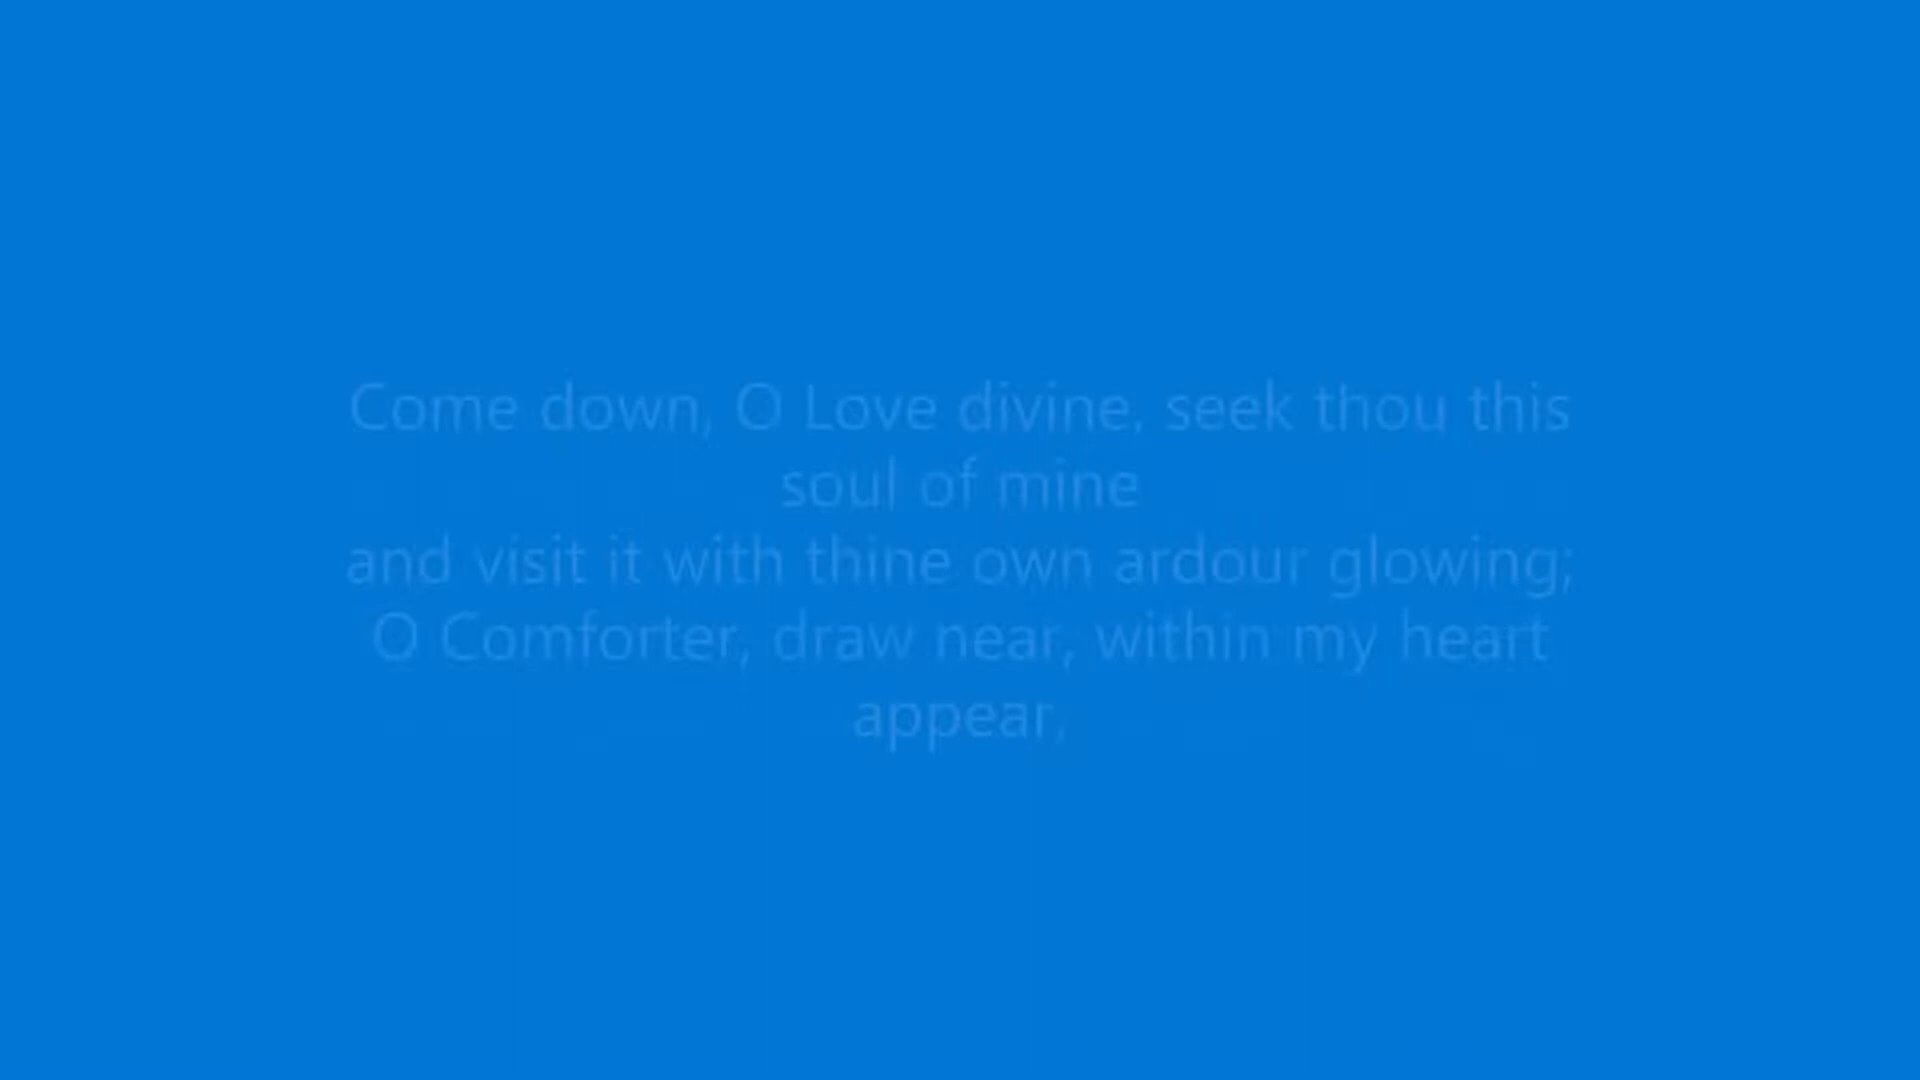 Come down, O Love divine, seek thou this
soul of mine
and visit it with thine own ardour glowing;
O Comforter, draw near, within my heart
appear,